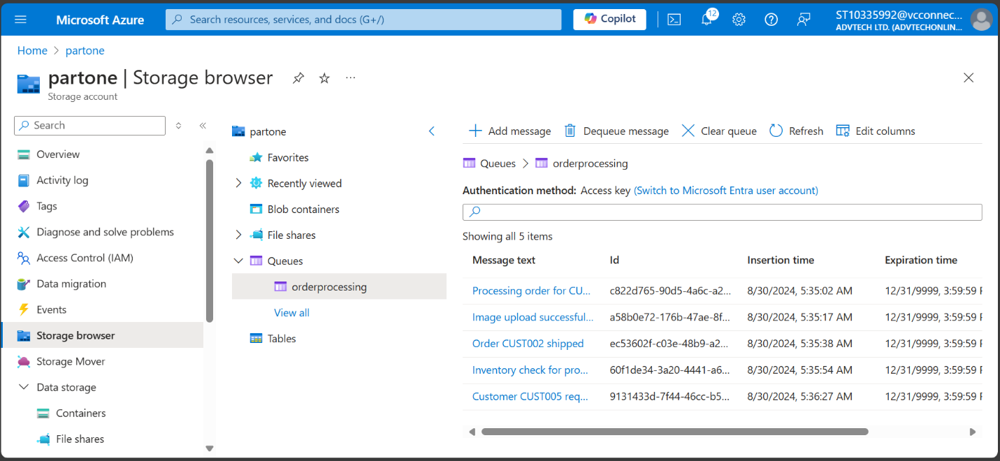 Microsoft Azure
Search resources, services, and docs (G+/)
Copilot
12
ST10335992@vcconnec...
ADVTECH LTD. (ADVTECHONLIN...
Home > partone
partone | Storage browser
Storage account
Search
Overview
Activity log
Tags
Diagnose and solve problems
Access Control (IAM)
Data migration
Events
Storage browser
Storage Mover
Data storage
Containers
File shares
partone
Favorites
Recently viewed
Blob containers
File shares
Queues
orderprocessing
View all
Tables
Add message Dequeue message Clear queue Refresh Edit columns
Queues > orderprocessing
Authentication method: Access key (Switch to Microsoft Entra user account)
Showing all 5 items
Message text Id Insertion time Expiration time
Processing order for CU... c822d765-90d5-4a6c-a2... 8/30/2024, 5:35:02 AM 12/31/9999, 3:59:59 P
Image upload successful... a58b0e72-176b-47ae-8f... 8/30/2024, 5:35:17 AM 12/31/9999, 3:59:59 P
Order CUST002 shipped ec53602f-c03e-48b9-a2... 8/30/2024, 5:35:38 AM 12/31/9999, 3:59:59 P
Inventory check for pro... 60f1de34-3a20-4441-a6... 8/30/2024, 5:35:54 AM 12/31/9999, 3:59:59 P
Customer CUST005 req... 9131433d-7f44-46cc-b5... 8/30/2024, 5:36:27 AM 12/31/9999, 3:59:59 P